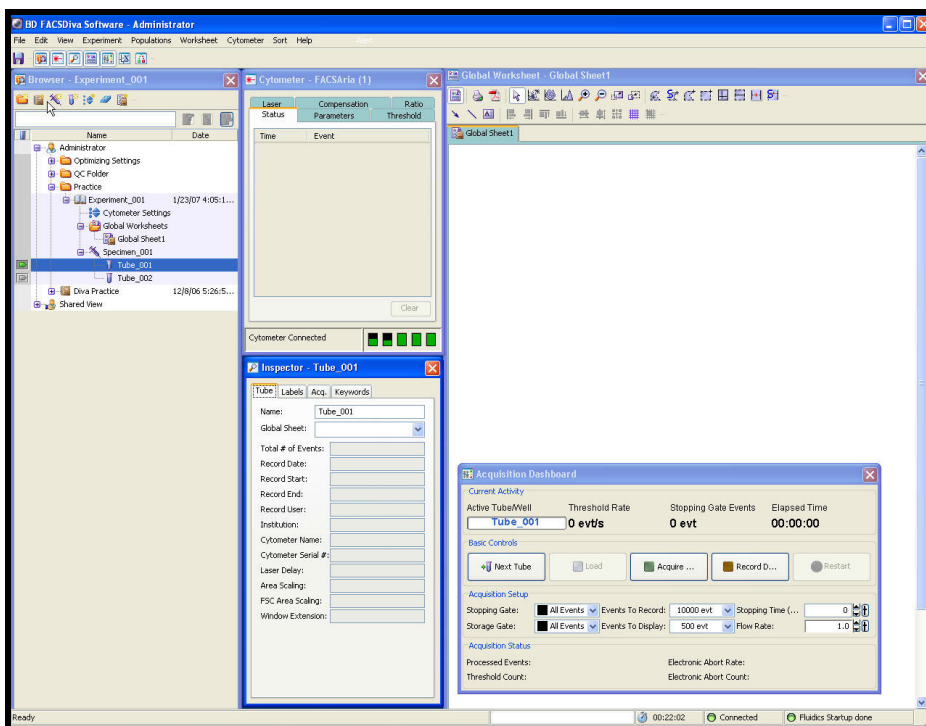 BD FACSDiva Software - Administrator
File Edit View Experiment Populations Worksheet Cytometer Sort Help
Browser - Experiment_001
Name Date
Administrator
Optimizing Settings
QC Folder
Practice
Experiment_001 1/23/07 4:05:1...
Cytometer Settings
Global Worksheets
Global Sheet1
Specimen_001
Tube_001
Tube_002
Diva Practice 12/8/06 5:26:5...
Shared View
Cytometer - FACSAria (1)
Laser Compensation Ratio
Status Parameters Threshold
Time Event
Clear
Cytometer Connected
Inspector - Tube_001
Tube Labels Acq. Keywords
Name: Tube_001
Global Sheet:
Total # of Events:
Record Date:
Record Start:
Record End:
Record User:
Institution:
Cytometer Name:
Cytometer Serial #:
Laser Delay:
Area Scaling:
FSC Area Scaling:
Window Extension:
Global Worksheet - Global Sheet1
Global Sheet1
Acquisition Dashboard
Current Activity
Active Tube/Well Threshold Rate Stopping Gate Events Elapsed Time
Tube_001 0 evt/s 0 evt 00:00:00
Basic Controls
Next Tube Load Acquire ... Record D... Restart
Acquisition Setup
Stopping Gate: All Events Events To Record: 10000 evt Stopping Time (... 0
Storage Gate: All Events Events To Display: 500 evt Flow Rate: 1.0
Acquisition Status
Processed Events: Electronic Abort Rate:
Threshold Count: Electronic Abort Count:
Ready 00:22:02 Connected Fluidics Startup done